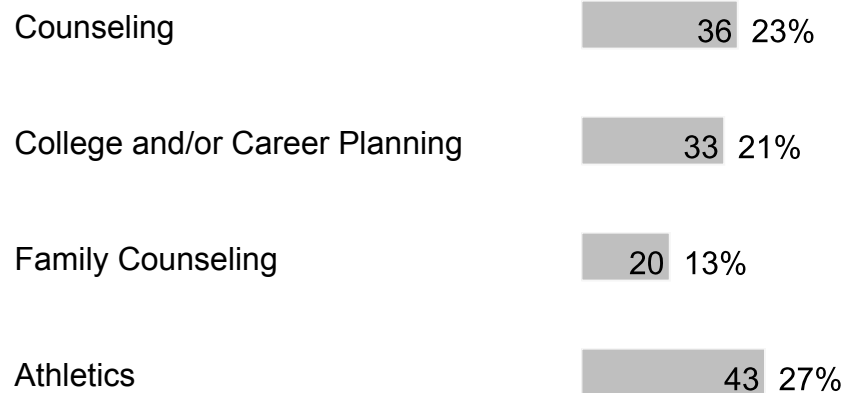 Counseling 36 23%
College and/or Career Planning 33 21%
Family Counseling 20 13%
Athletics 43 27%